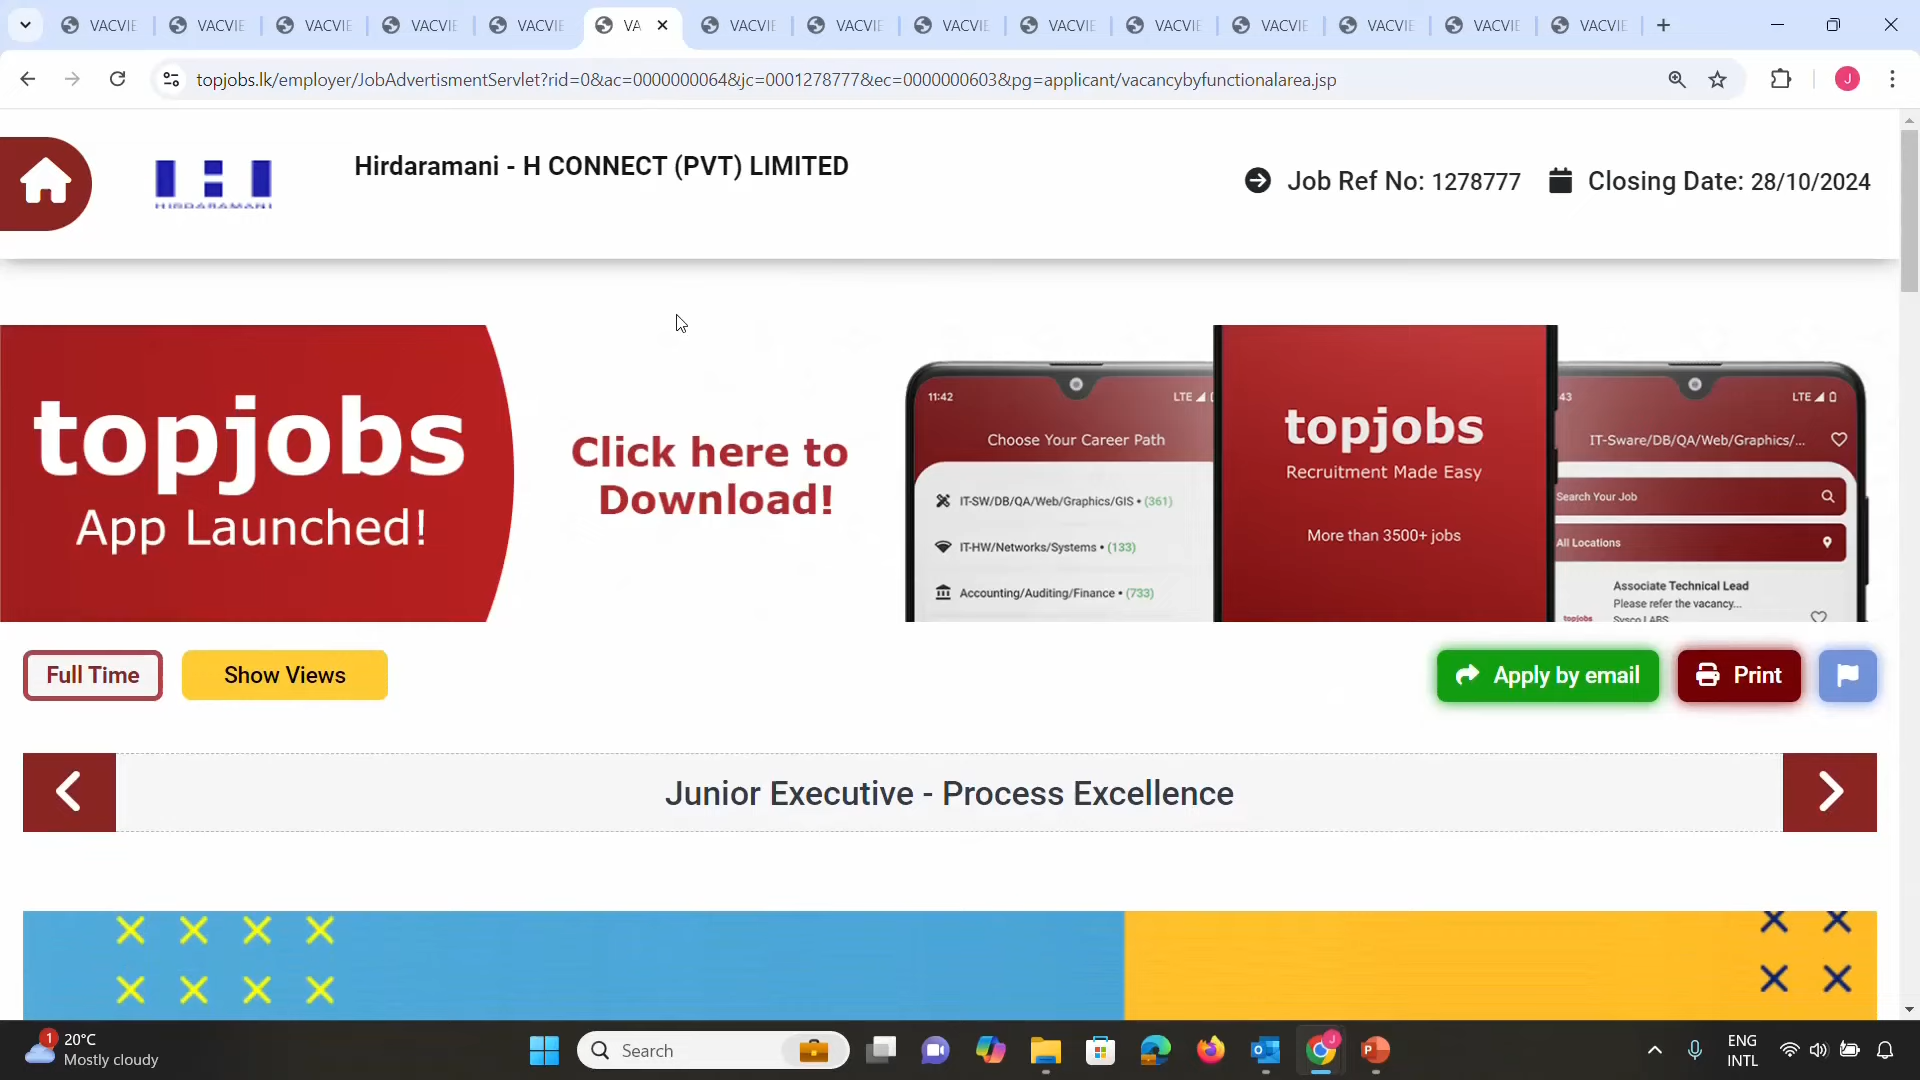 VACVIE
VACVIE
VACVIE
VACVIE
VACVIE
VA
VACVIE
VACVIE
VACVIE
VACVIE
VACVIE
VACVIE
VACVIE
VACVIE
VACVIE
topjobs.lk/employer/JobAdvertismentServlet?rid=0&ac=0000000064&jc=0001278777&ec=0000000603&pg=applicant/vacancybyfunctionalarea.jsp
J
HIRDARAMANI
Hirdaramani - H CONNECT (PVT) LIMITED
Job Ref No: 1278777
Closing Date: 28/10/2024
topjobs
App Launched!
Click here to
Download!
11:42
LTE
Choose Your Career Path
IT-SW/DB/QA/Web/Graphics/GIS • (361)
IT-HW/Networks/Systems • (133)
Accounting/Auditing/Finance • (733)
topjobs
Recruitment Made Easy
More than 3500+ jobs
43
LTE
IT-Sware/DB/QA/Web/Graphics/...
Search Your Job
All Locations
Associate Technical Lead
Please refer the vacancy...
Sysco LABS
topjobs
Full Time
Show Views
Apply by email
Print
Junior Executive - Process Excellence
1
20°C
Mostly cloudy
Search
J
ENG
INTL